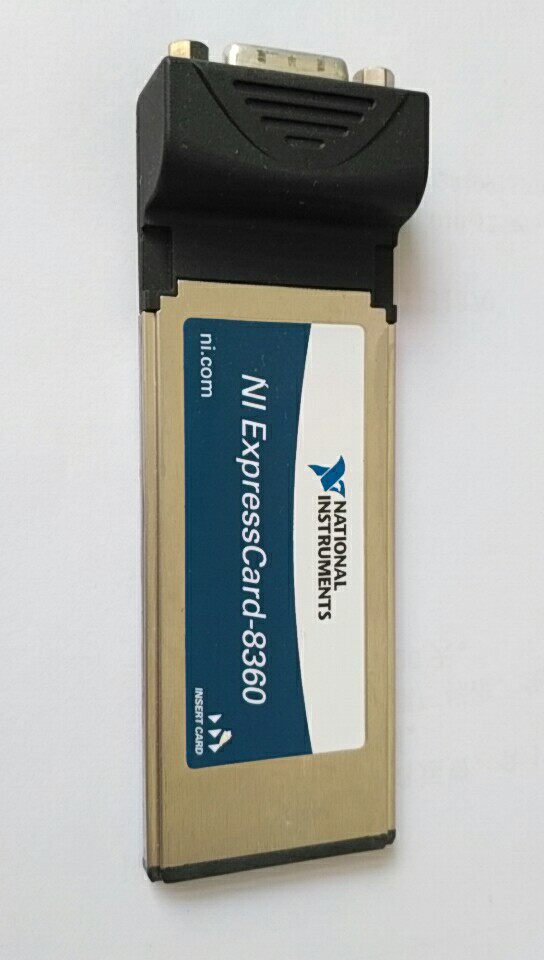 NATIONAL
INSTRUMENTS
NI ExpressCard-8360
ni.com
INSERT CARD